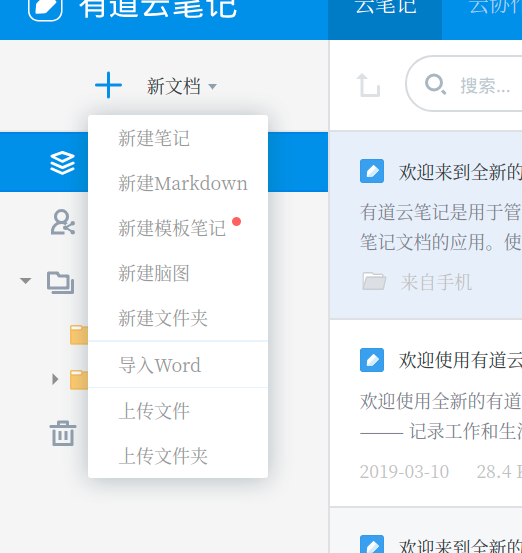 有道云笔记
云笔记
云协作
新文档
搜索...
新建笔记
新建Markdown
新建模板笔记
新建脑图
新建文件夹
导入Word
上传文件
上传文件夹
欢迎来到全新的
有道云笔记是用于管
笔记文档的应用。使
来自手机
欢迎使用有道云
欢迎使用全新的有道
—— 记录工作和生活
2019-03-10 28.4
欢迎来到全新的